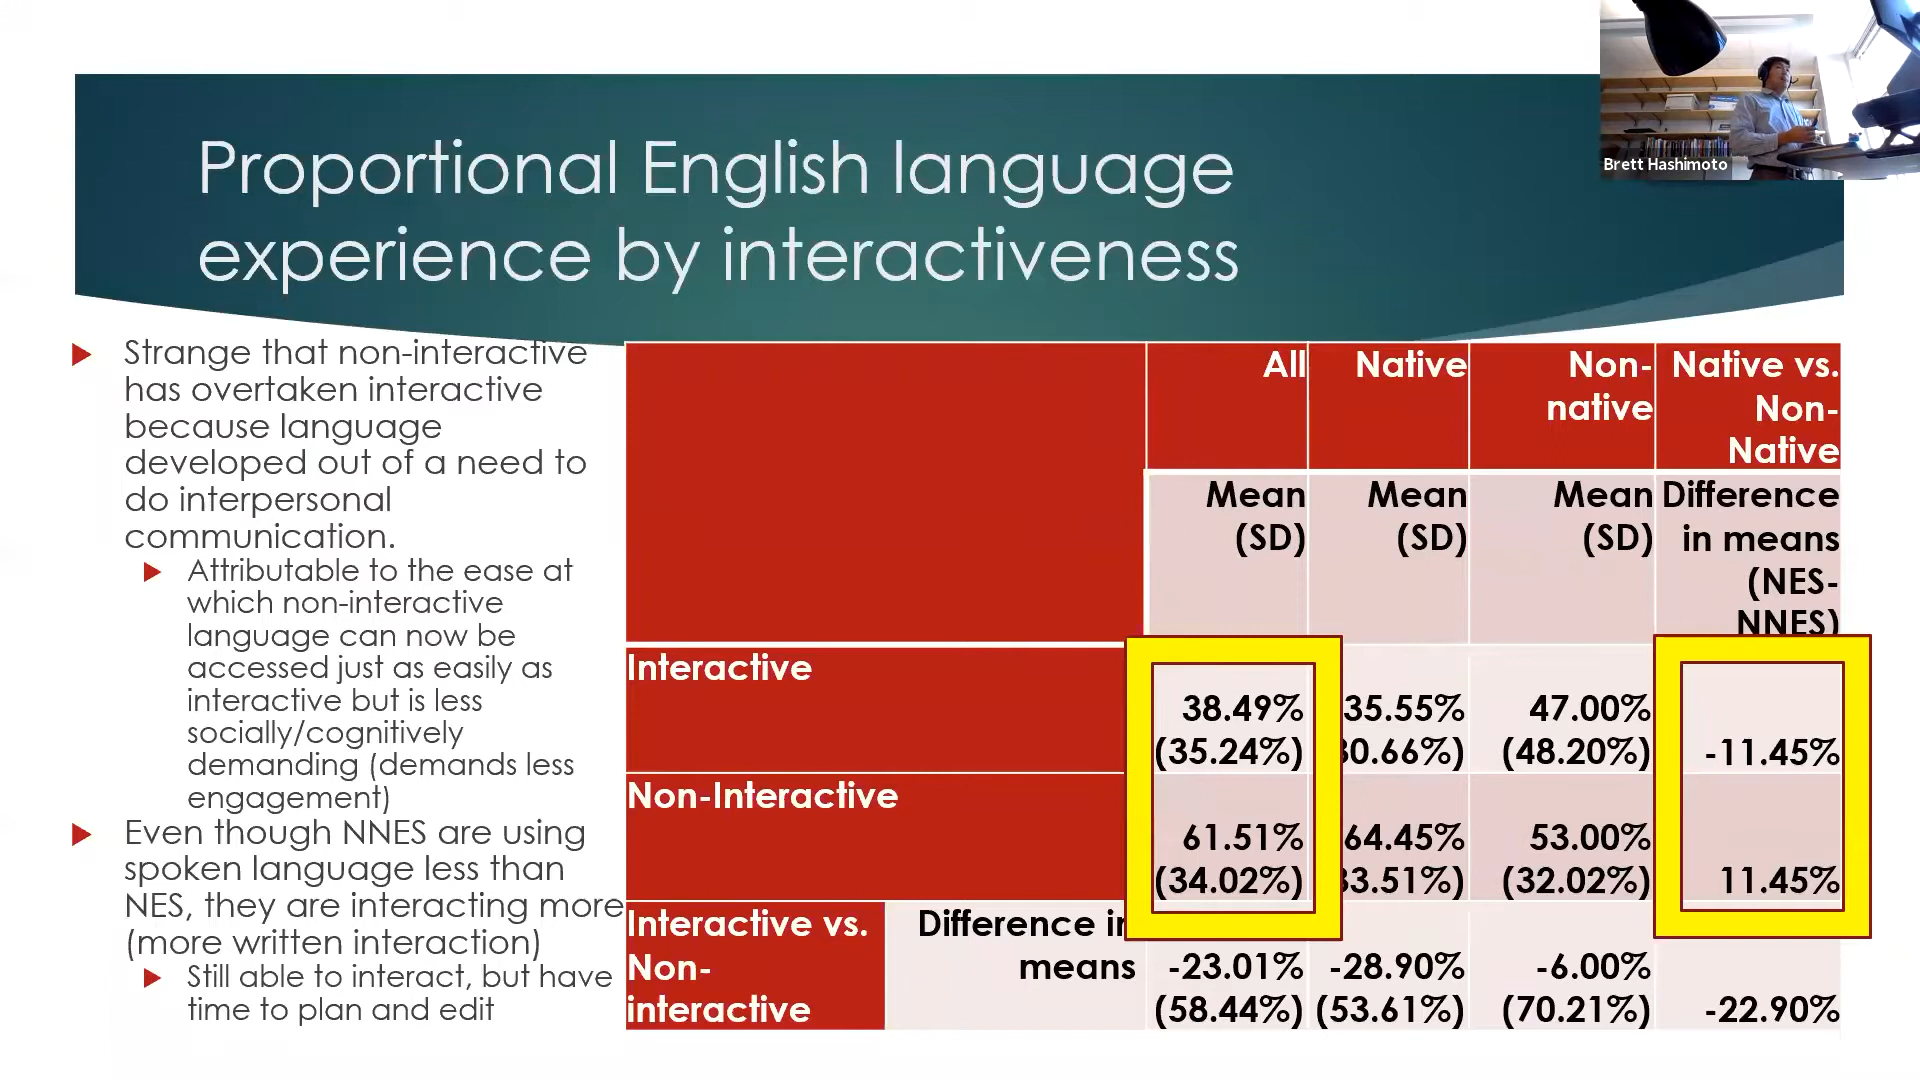 Brett Hashimoto
Proportional English language
experience by interactiveness
Strange that non-interactive
has overtaken interactive
because language
developed out of a need to
do interpersonal
communication.
Attributable to the ease at
which non-interactive
language can now be
accessed just as easily as
interactive but is less
socially/cognitively
demanding (demands less
engagement)
Even though NNES are using
spoken language less than
NES, they are interacting more
(more written interaction)
Still able to interact, but have
time to plan and edit
All Native Non- Native vs.
native Non-
Native
Mean Mean Mean Difference
(SD) (SD) (SD) in means
(NES-
NNES)
Interactive
38.49% 35.55% 47.00%
(35.24%) 30.66%) (48.20%) -11.45%
Non-Interactive
61.51% 64.45% 53.00%
(34.02%) 33.51%) (32.02%) 11.45%
Interactive vs. Difference in
Non- means -23.01% -28.90% -6.00%
interactive (58.44%) (53.61%) (70.21%) -22.90%